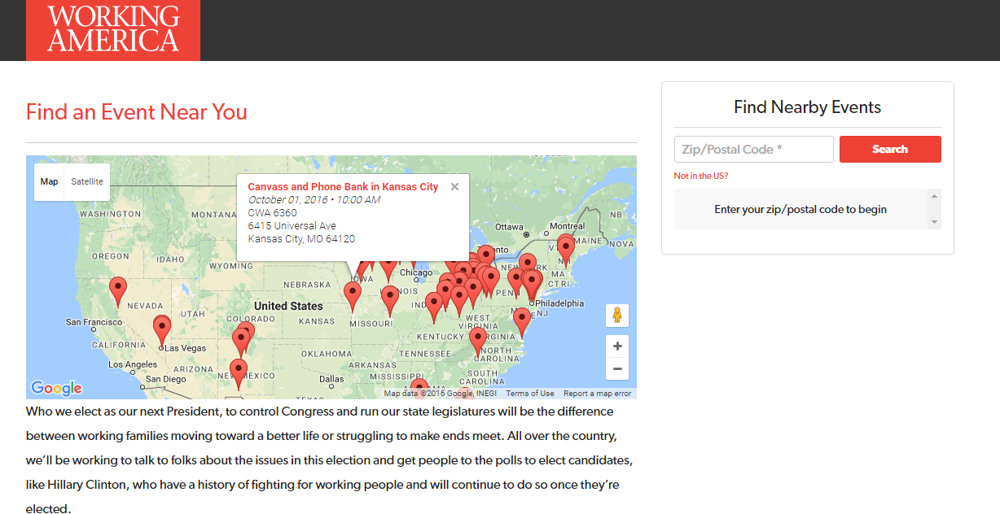 WORKING
AMERICA
Find an Event Near You
Map
Satellite
Canvass and Phone Bank in Kansas City
October 01, 2016 • 10:00 AM
CWA 6360
6415 Universal Ave
Kansas City, MO 64120
WASHINGTON
MONTANA
OREGON
IDAHO
WYOMING
NEBRASKA
IOWA
Chicago
Ottawa
Montreal
NB
MAINE
NOVA
MA
United States
NEVADA
UTAH
COLORADO
KANSAS
MISSOURI
PENN
Philadelphia
NJ
San Francisco
CALIFORNIA
Las Vegas
WEST
VIRGINIA
KENTUCKY
OKLAHOMA
TENNESSEE
NORTH
CAROLINA
Los Angeles
San Diego
ARIZONA
ARKANSAS
Dallas
MISSISSIPPI
SOUTH
CAROLINA
Google
Map data ©2016 Google, INEGI
Terms of Use
Report a map error
Who we elect as our next President, to control Congress and run our state legislatures will be the difference
between working families moving toward a better life or struggling to make ends meet. All over the country,
we’ll be working to talk to folks about the issues in this election and get people to the polls to elect candidates,
like Hillary Clinton, who have a history of fighting for working people and will continue to do so once they’re
elected.
Find Nearby Events
Zip/Postal Code *
Search
Not in the US?
Enter your zip/postal code to begin